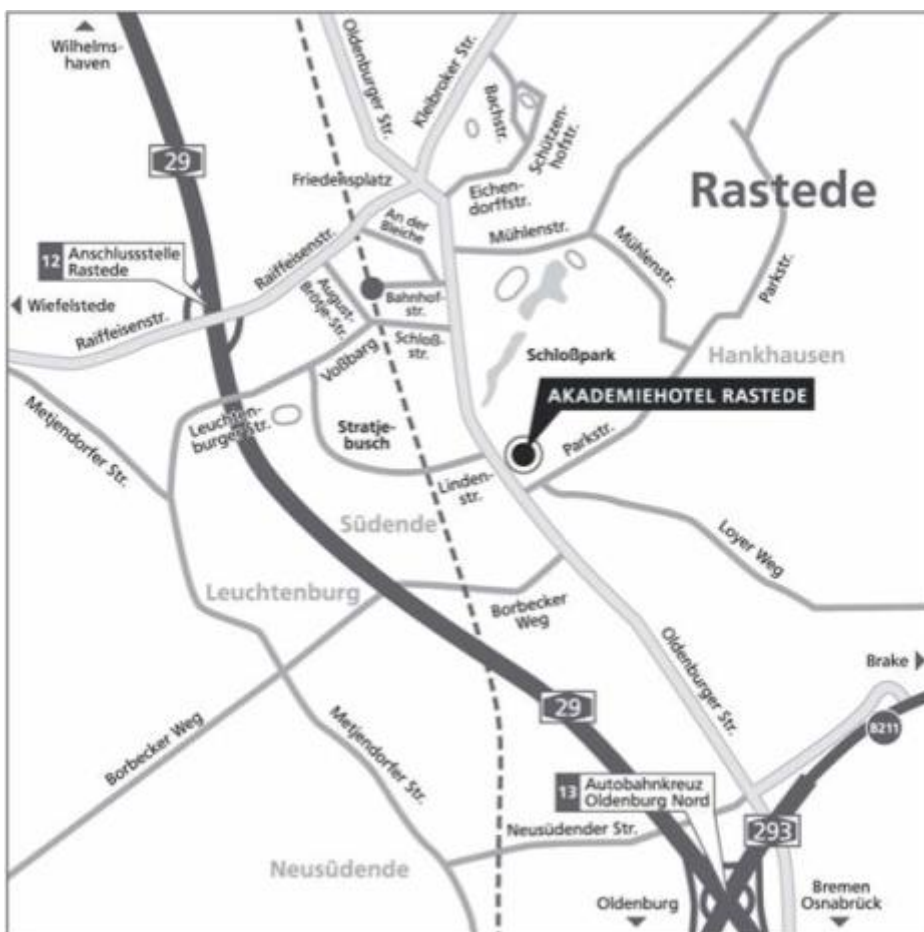 Wilhelms-
haven
Oldenburger Str.
Kleibroker Str.
Bachstr.
Schützen-
hofstr.
29
Friedensplatz
Eichen-
dorffstr.
Rastede
An der
Bleiche
Mühlenstr.
Mühlenstr.
Parkstr.
12
Anschlussstelle
Rastede
Raiffeisenstr.
Wiefelstede
Raiffeisenstr.
August-
Brötje-Str.
Bahnhof-
str.
Schloß-
str.
Schloßpark
Hankhausen
Voßbarg
AKADEMIEHOTEL RASTEDE
Metjendorfer Str.
Leuchten-
burger Str.
Stratje-
busch
Parkstr.
Linden-
str.
Südende
Loyer Weg
Leuchtenburg
Borbecker
Weg
Oldenburger Str.
Brake
29
B211
Borbecker Weg
Metjendorfer Str.
13
Autobahnkreuz
Oldenburg Nord
Neusüdender Str.
293
Neusüdende
Oldenburg
Bremen
Osnabrück